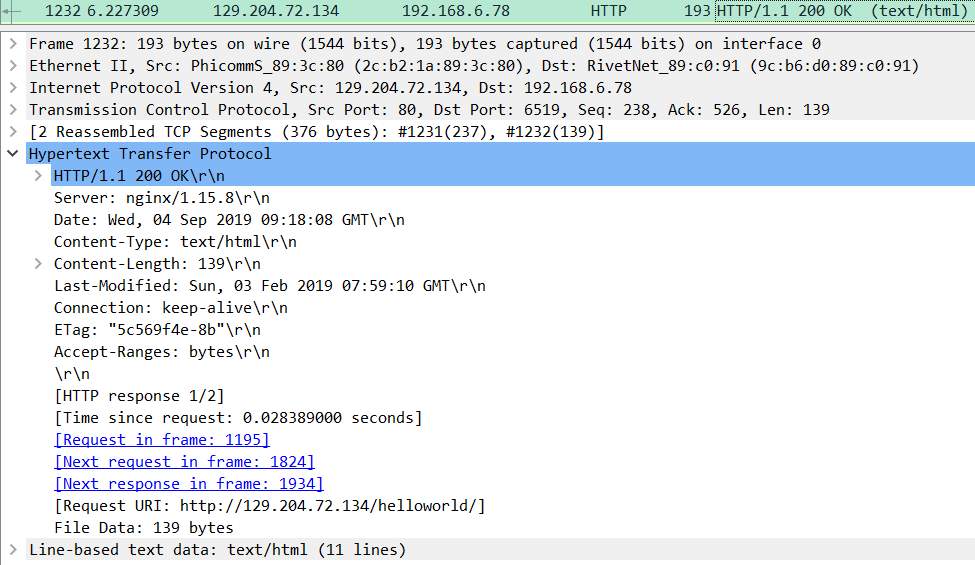 1232 6.227309 129.204.72.134 192.168.6.78 HTTP 193 HTTP/1.1 200 OK (text/html)
Frame 1232: 193 bytes on wire (1544 bits), 193 bytes captured (1544 bits) on interface 0
Ethernet II, Src: PhicommS_89:3c:80 (2c:b2:1a:89:3c:80), Dst: RivetNet_89:c0:91 (9c:b6:d0:89:c0:91)
Internet Protocol Version 4, Src: 129.204.72.134, Dst: 192.168.6.78
Transmission Control Protocol, Src Port: 80, Dst Port: 6519, Seq: 238, Ack: 526, Len: 139
[2 Reassembled TCP Segments (376 bytes): #1231(237), #1232(139)]
Hypertext Transfer Protocol
HTTP/1.1 200 OK\r\n
Server: nginx/1.15.8\r\n
Date: Wed, 04 Sep 2019 09:18:08 GMT\r\n
Content-Type: text/html\r\n
Content-Length: 139\r\n
Last-Modified: Sun, 03 Feb 2019 07:59:10 GMT\r\n
Connection: keep-alive\r\n
ETag: "5c569f4e-8b"\r\n
Accept-Ranges: bytes\r\n
\r\n
[HTTP response 1/2]
[Time since request: 0.028389000 seconds]
[Request in frame: 1195]
[Next request in frame: 1824]
[Next response in frame: 1934]
[Request URI: http://129.204.72.134/helloworld/]
File Data: 139 bytes
Line-based text data: text/html (11 lines)